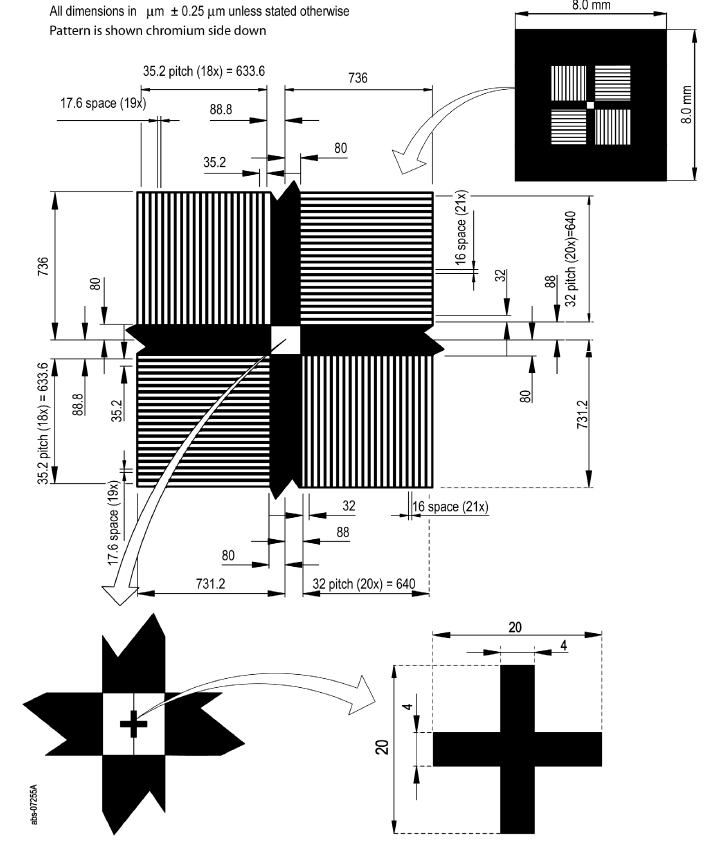 All dimensions in µm ± 0.25 µm unless stated otherwise
Pattern is shown chromium side down
8.0 mm
35.2 pitch (18x) = 633.6
736
17.6 space (19x)
88.8
80
35.2
8.0 mm
16 space (21x)
32 pitch (20x)=640
736
80
32
88
35.2 pitch (18x) = 633.6
88.8
35.2
80
731.2
17.6 space (19x)
32
16 space (21x)
88
80
731.2
32 pitch (20x) = 640
20
4
4
20
abs-07255A